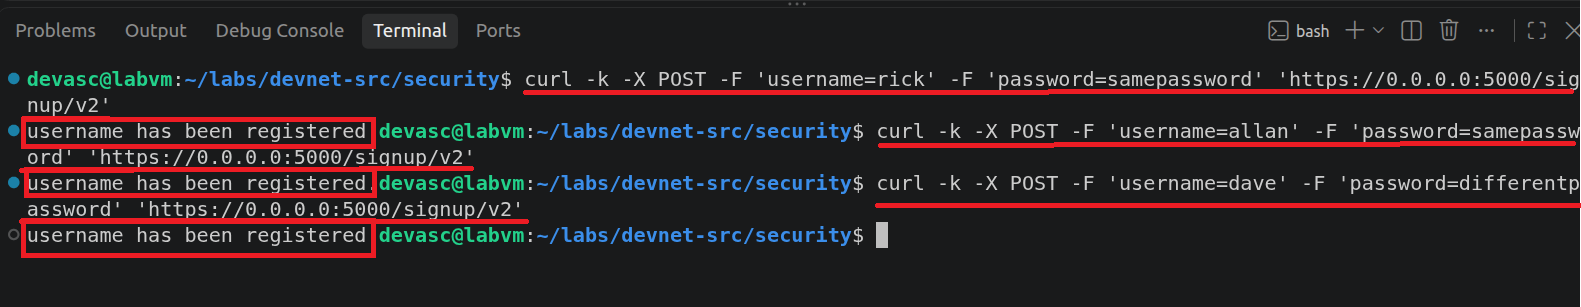 Problems Output Debug Console Terminal Ports bash
devasc@labvm:~/labs/devnet-src/security$ curl -k -X POST -F 'username=rick' -F 'password=samepassword' 'https://0.0.0.0:5000/sig
nup/v2'
username has been registered devasc@labvm:~/labs/devnet-src/security$ curl -k -X POST -F 'username=allan' -F 'password=samepassw
ord' 'https://0.0.0.0:5000/signup/v2'
username has been registered devasc@labvm:~/labs/devnet-src/security$ curl -k -X POST -F 'username=dave' -F 'password=differentp
assword' 'https://0.0.0.0:5000/signup/v2'
username has been registered devasc@labvm:~/labs/devnet-src/security$